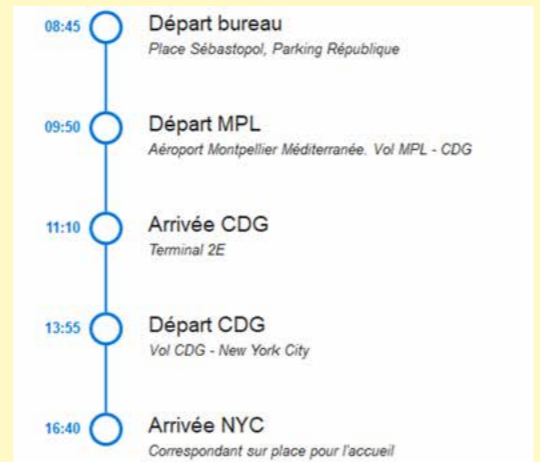 08:45 Départ bureau
Place Sébastopol, Parking République
09:50 Départ MPL
Aéroport Montpellier Méditerranée. Vol MPL - CDG
11:10 Arrivée CDG
Terminal 2E
13:55 Départ CDG
Vol CDG - New York City
16:40 Arrivée NYC
Correspondant sur place pour l'accueil